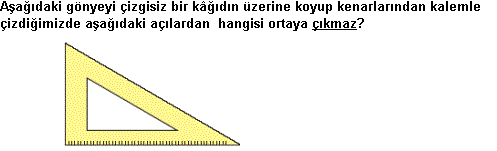 Aşağıdaki gönyeyi çizgisiz bir kâğıdın üzerine koyup kenarlarından kalemle
çizdiğimizde aşağıdaki açılardan hangisi ortaya çıkmaz?